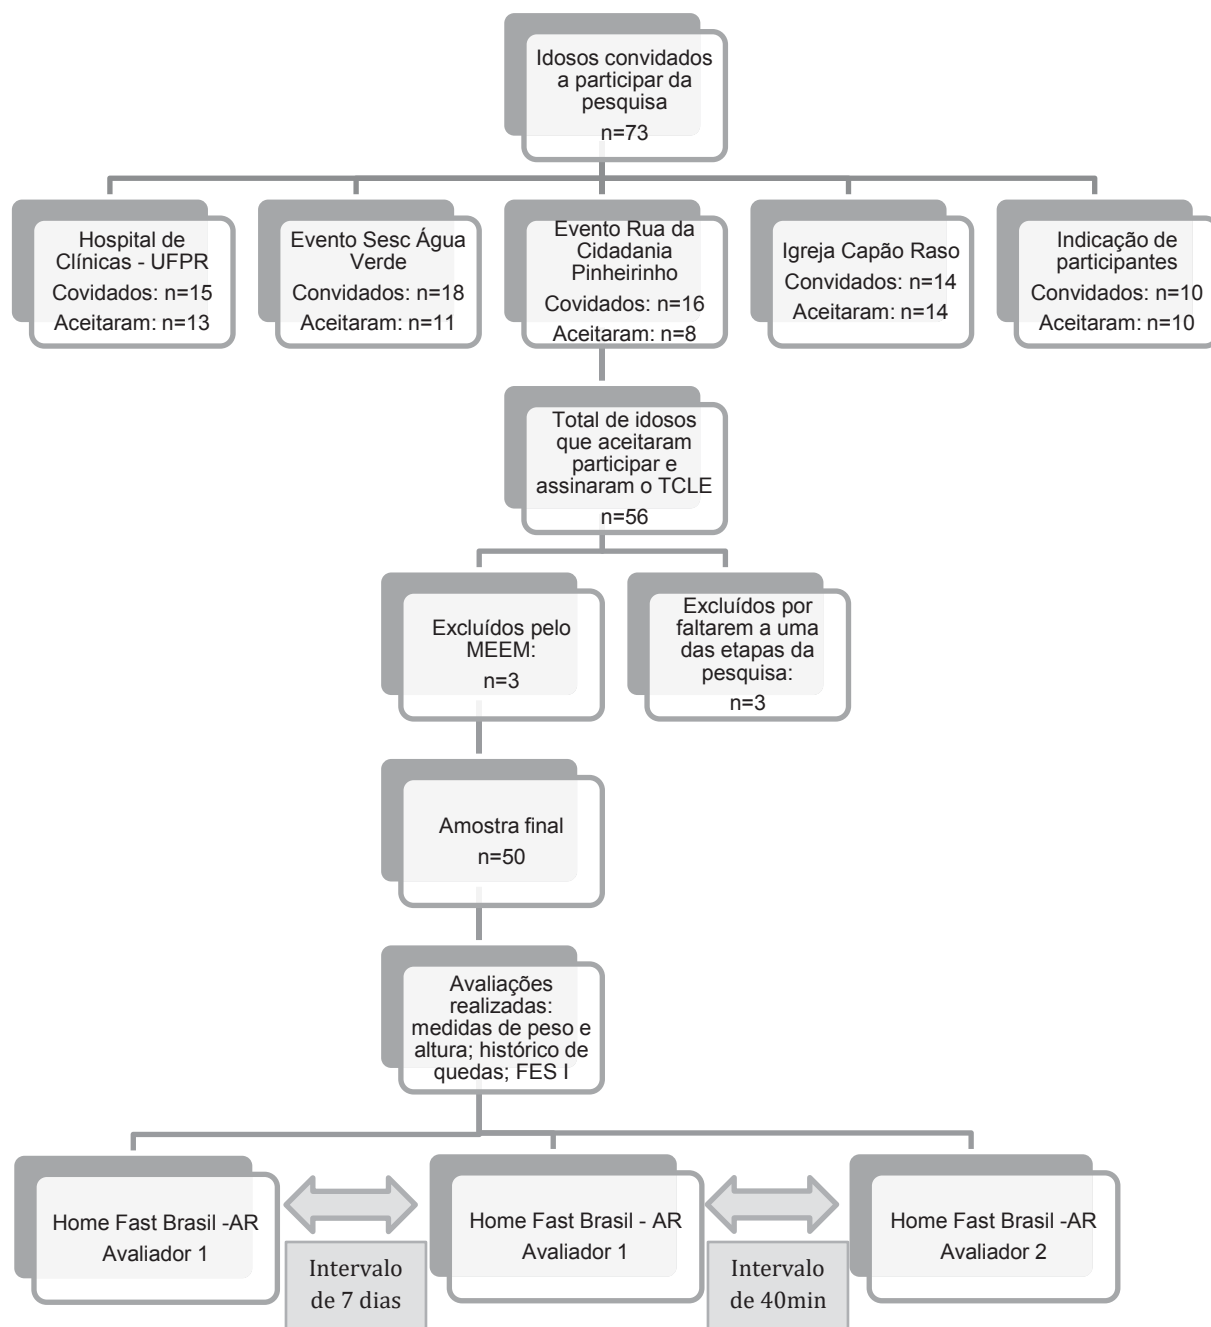 Idosos convidados
a participar da
pesquisa
n=73
Hospital de
Clínicas - UFPR
Covidados: n=15
Aceitaram: n=13
Evento Sesc Água
Verde
Convidados: n=18
Aceitaram: n=11
Evento Rua da
Cidadania
Pinheirinho
Covidados: n=16
Aceitaram: n=8
Igreja Capão Raso
Convidados: n=14
Aceitaram: n=14
Indicação de
participantes
Convidados: n=10
Aceitaram: n=10
Total de idosos
que aceitaram
participar e
assinaram o TCLE
n=56
Excluídos pelo
MEEM:
n=3
Excluídos por
faltarem a uma
das etapas da
pesquisa:
n=3
Amostra final
n=50
Avaliações
realizadas:
medidas de peso e
altura; histórico de
quedas; FES I
Home Fast Brasil -AR
Avaliador 1
Intervalo
de 7 dias
Home Fast Brasil - AR
Avaliador 1
Intervalo
de 40min
Home Fast Brasil -AR
Avaliador 2